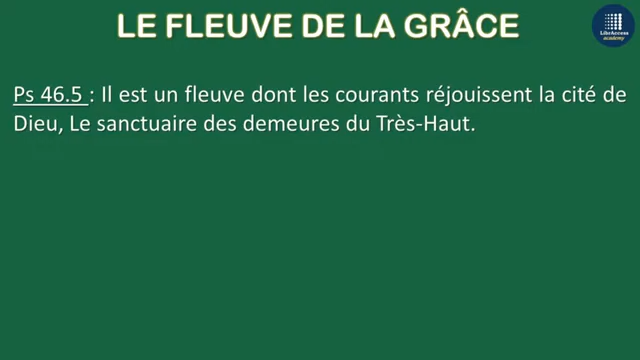 LE FLEUVE DE LA GRÂCE
LibrAccess
academy
Ps 46.5 : Il est un fleuve dont les courants réjouissent la cité de
Dieu, Le sanctuaire des demeures du Très-Haut.